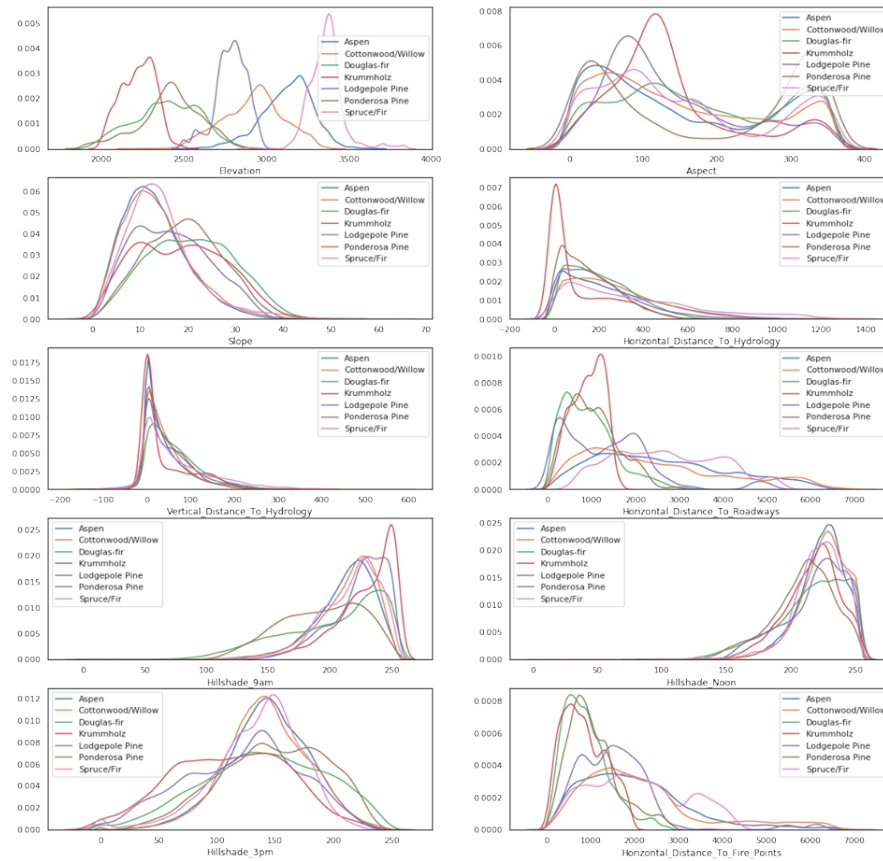 0.005
0.004
0.003
0.002
0.001
0.000
2000 2500 3000 3500 4000
Elevation
Aspen
Cottonwood/Willow
Douglas-fir
Krummholz
Lodgepole Pine
Ponderosa Pine
Spruce/Fir
0.008
0.006
0.004
0.002
0.000
0 100 200 300 400
Aspect
Aspen
Cottonwood/Willow
Douglas-fir
Krummholz
Lodgepole Pine
Ponderosa Pine
Spruce/Fir
0.06
0.05
0.04
0.03
0.02
0.01
0.00
0 10 20 30 40 50 60 70
Slope
Aspen
Cottonwood/Willow
Douglas-fir
Krummholz
Lodgepole Pine
Ponderosa Pine
Spruce/Fir
0.007
0.006
0.005
0.004
0.003
0.002
0.001
0.000
−200 0 200 400 600 800 1000 1200 1400
Horizontal_Distance_To_Hydrology
Aspen
Cottonwood/Willow
Douglas-fir
Krummholz
Lodgepole Pine
Ponderosa Pine
Spruce/Fir
0.0175
0.0150
0.0125
0.0100
0.0075
0.0050
0.0025
0.0000
−200 −100 0 100 200 300 400 500 600
Vertical_Distance_To_Hydrology
Aspen
Cottonwood/Willow
Douglas-fir
Krummholz
Lodgepole Pine
Ponderosa Pine
Spruce/Fir
0.0010
0.0008
0.0006
0.0004
0.0002
0.0000
0 1000 2000 3000 4000 5000 6000 7000
Horizontal_Distance_To_Roadways
Aspen
Cottonwood/Willow
Douglas-fir
Krummholz
Lodgepole Pine
Ponderosa Pine
Spruce/Fir
0.025
0.020
0.015
0.010
0.005
0.000
0 50 100 150 200 250
Hillshade_9am
Aspen
Cottonwood/Willow
Douglas-fir
Krummholz
Lodgepole Pine
Ponderosa Pine
Spruce/Fir
0.025
0.020
0.015
0.010
0.005
0.000
0 50 100 150 200 250
Hillshade_Noon
Aspen
Cottonwood/Willow
Douglas-fir
Krummholz
Lodgepole Pine
Ponderosa Pine
Spruce/Fir
0.012
0.010
0.008
0.006
0.004
0.002
0.000
0 50 100 150 200 250
Hillshade_3pm
Aspen
Cottonwood/Willow
Douglas-fir
Krummholz
Lodgepole Pine
Ponderosa Pine
Spruce/Fir
0.0008
0.0006
0.0004
0.0002
0.0000
0 1000 2000 3000 4000 5000 6000 7000
Horizontal_Distance_To_Fire_Points
Aspen
Cottonwood/Willow
Douglas-fir
Krummholz
Lodgepole Pine
Ponderosa Pine
Spruce/Fir